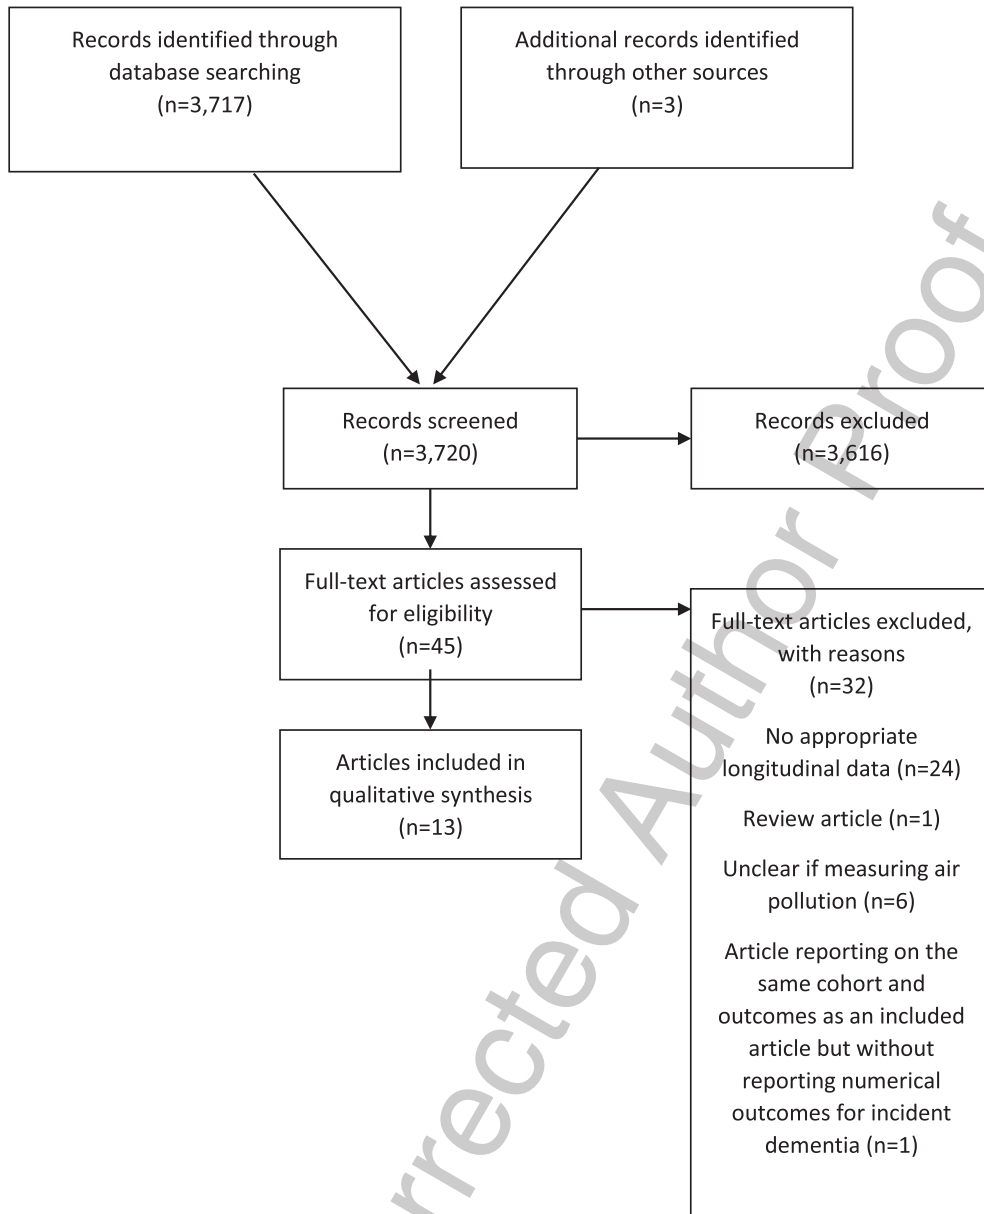 Records identified through
database searching
(n=3,717)
Additional records identified
through other sources
(n=3)
Records screened
(n=3,720)
Records excluded
(n=3,616)
Full-text articles assessed
for eligibility
(n=45)
Full-text articles excluded,
with reasons
(n=32)
No appropriate
longitudinal data (n=24)
Review article (n=1)
Unclear if measuring air
pollution (n=6)
Article reporting on the
same cohort and
outcomes as an included
article but without
reporting numerical
outcomes for incident
dementia (n=1)
Articles included in
qualitative synthesis
(n=13)
rrected Author Proof